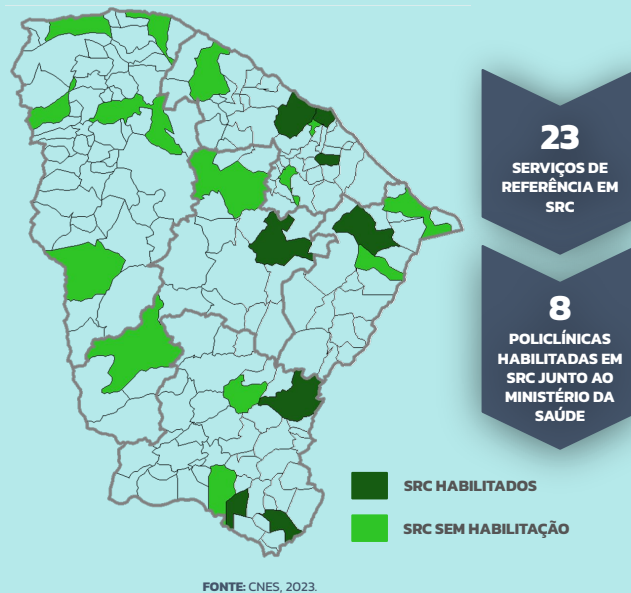 23
SERVIÇOS DE
REFERÊNCIA EM
SRC
8
POLICLÍNICAS
HABILITADAS EM
SRC JUNTO AO
MINISTÉRIO DA
SAÚDE
SRC HABILITADOS
SRC SEM HABILITAÇÃO
FONTE: CNES, 2023.